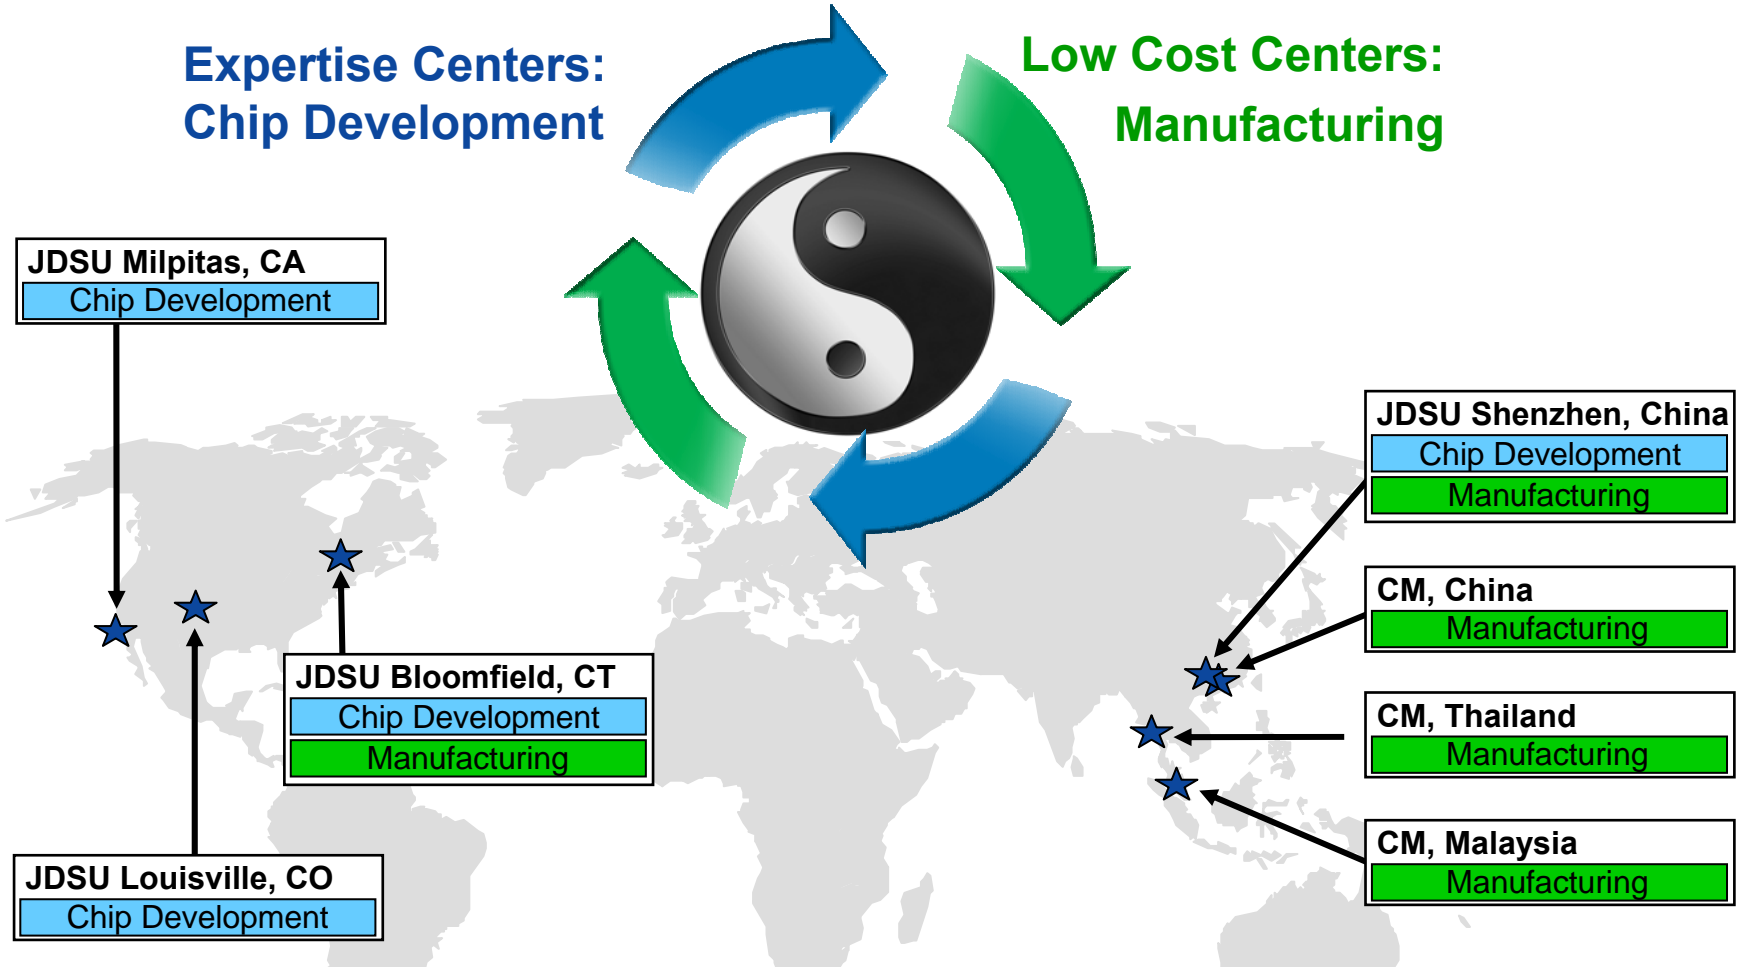 Expertise Centers:
Chip Development
Low Cost Centers:
Manufacturing
JDSU Milpitas, CA
Chip Development
JDSU Bloomfield, CT
Chip Development
Manufacturing
JDSU Louisville, CO
Chip Development
JDSU Shenzhen, China
Chip Development
Manufacturing
CM, China
Manufacturing
CM, Thailand
Manufacturing
CM, Malaysia
Manufacturing